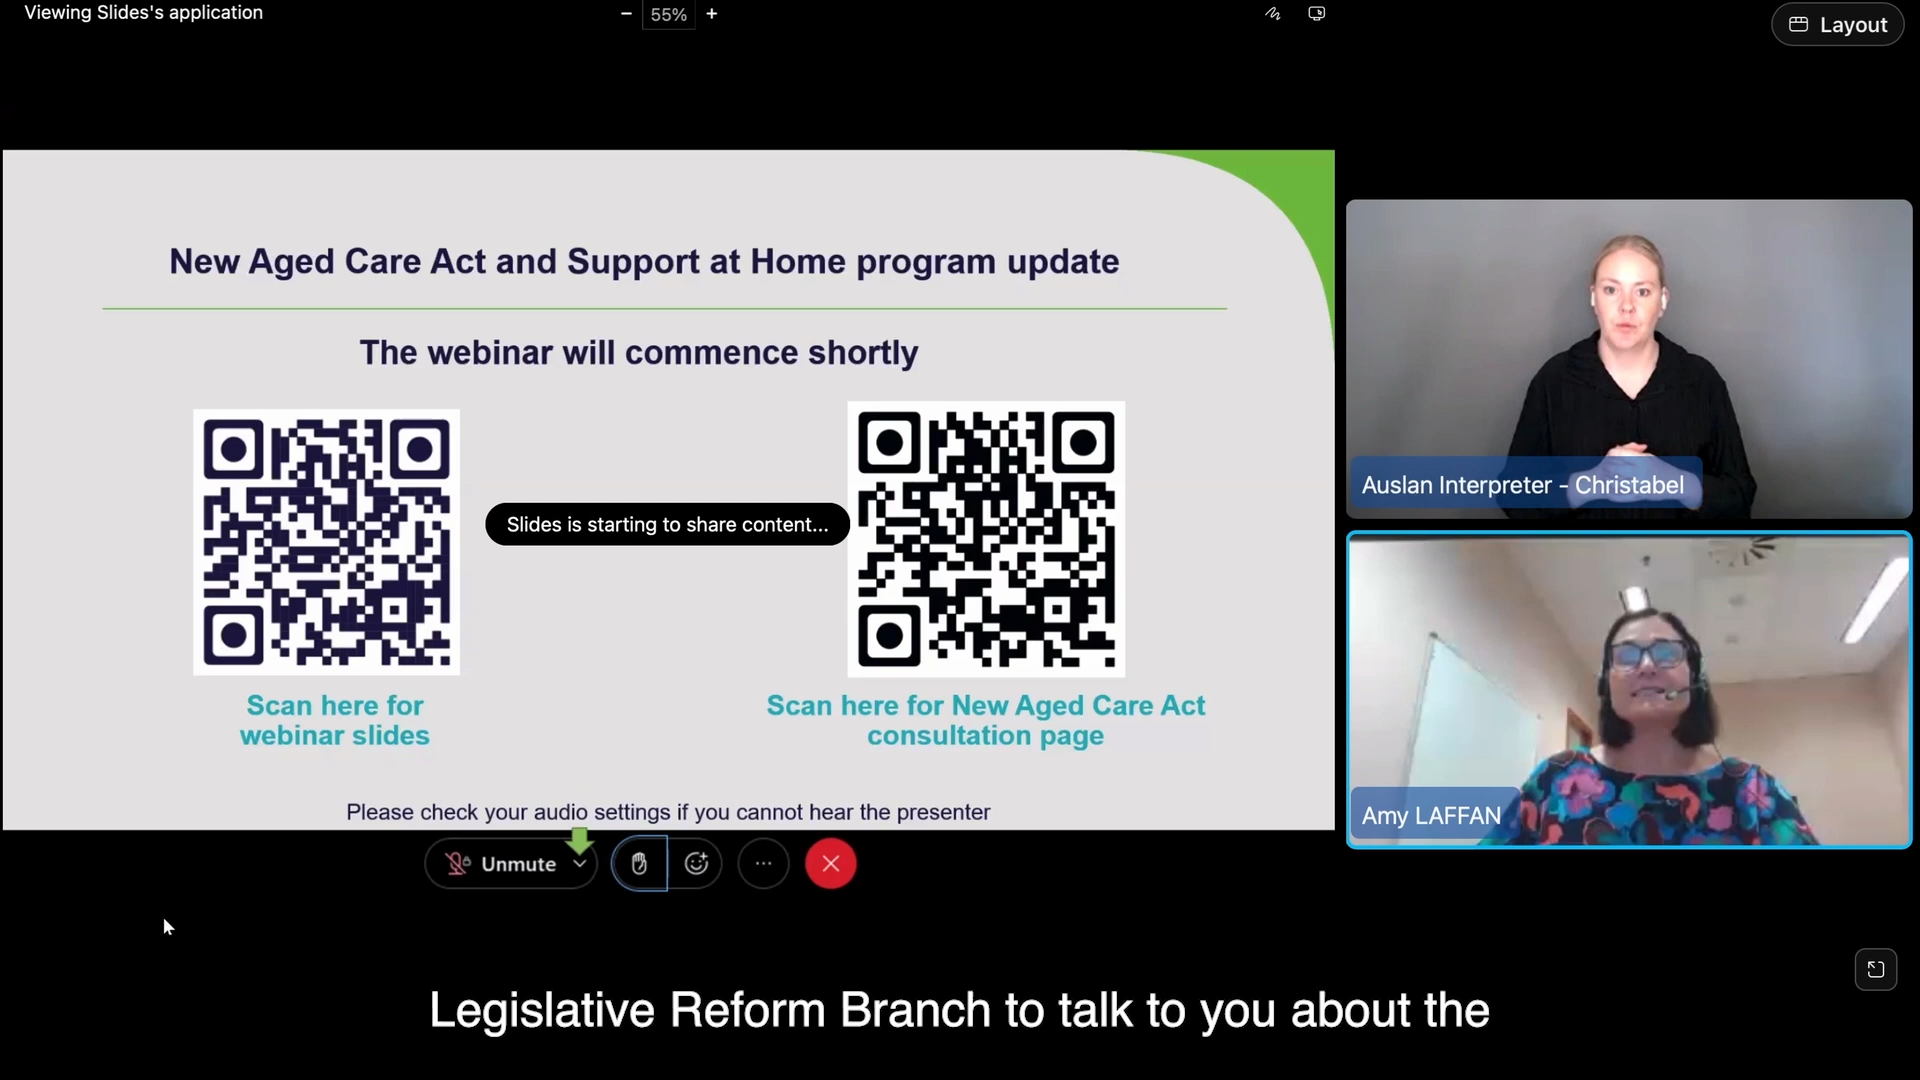 Viewing Slides's application
55%
Layout
New Aged Care Act and Support at Home program update
The webinar will commence shortly
Slides is starting to share content...
Scan here for
webinar slides
Scan here for New Aged Care Act
consultation page
Please check your audio settings if you cannot hear the presenter
Unmute
Auslan Interpreter - Christabel
Amy LAFFAN
Legislative Reform Branch to talk to you about the